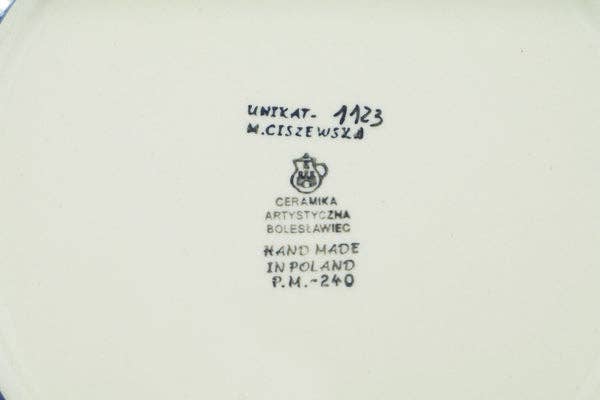 UNIKAT- 1123
M.CISZEWSKA
CERAMIKA
ARTYSTYCZNA
BOLESŁAWIEC
HAND MADE
IN POLAND
P.M.-240